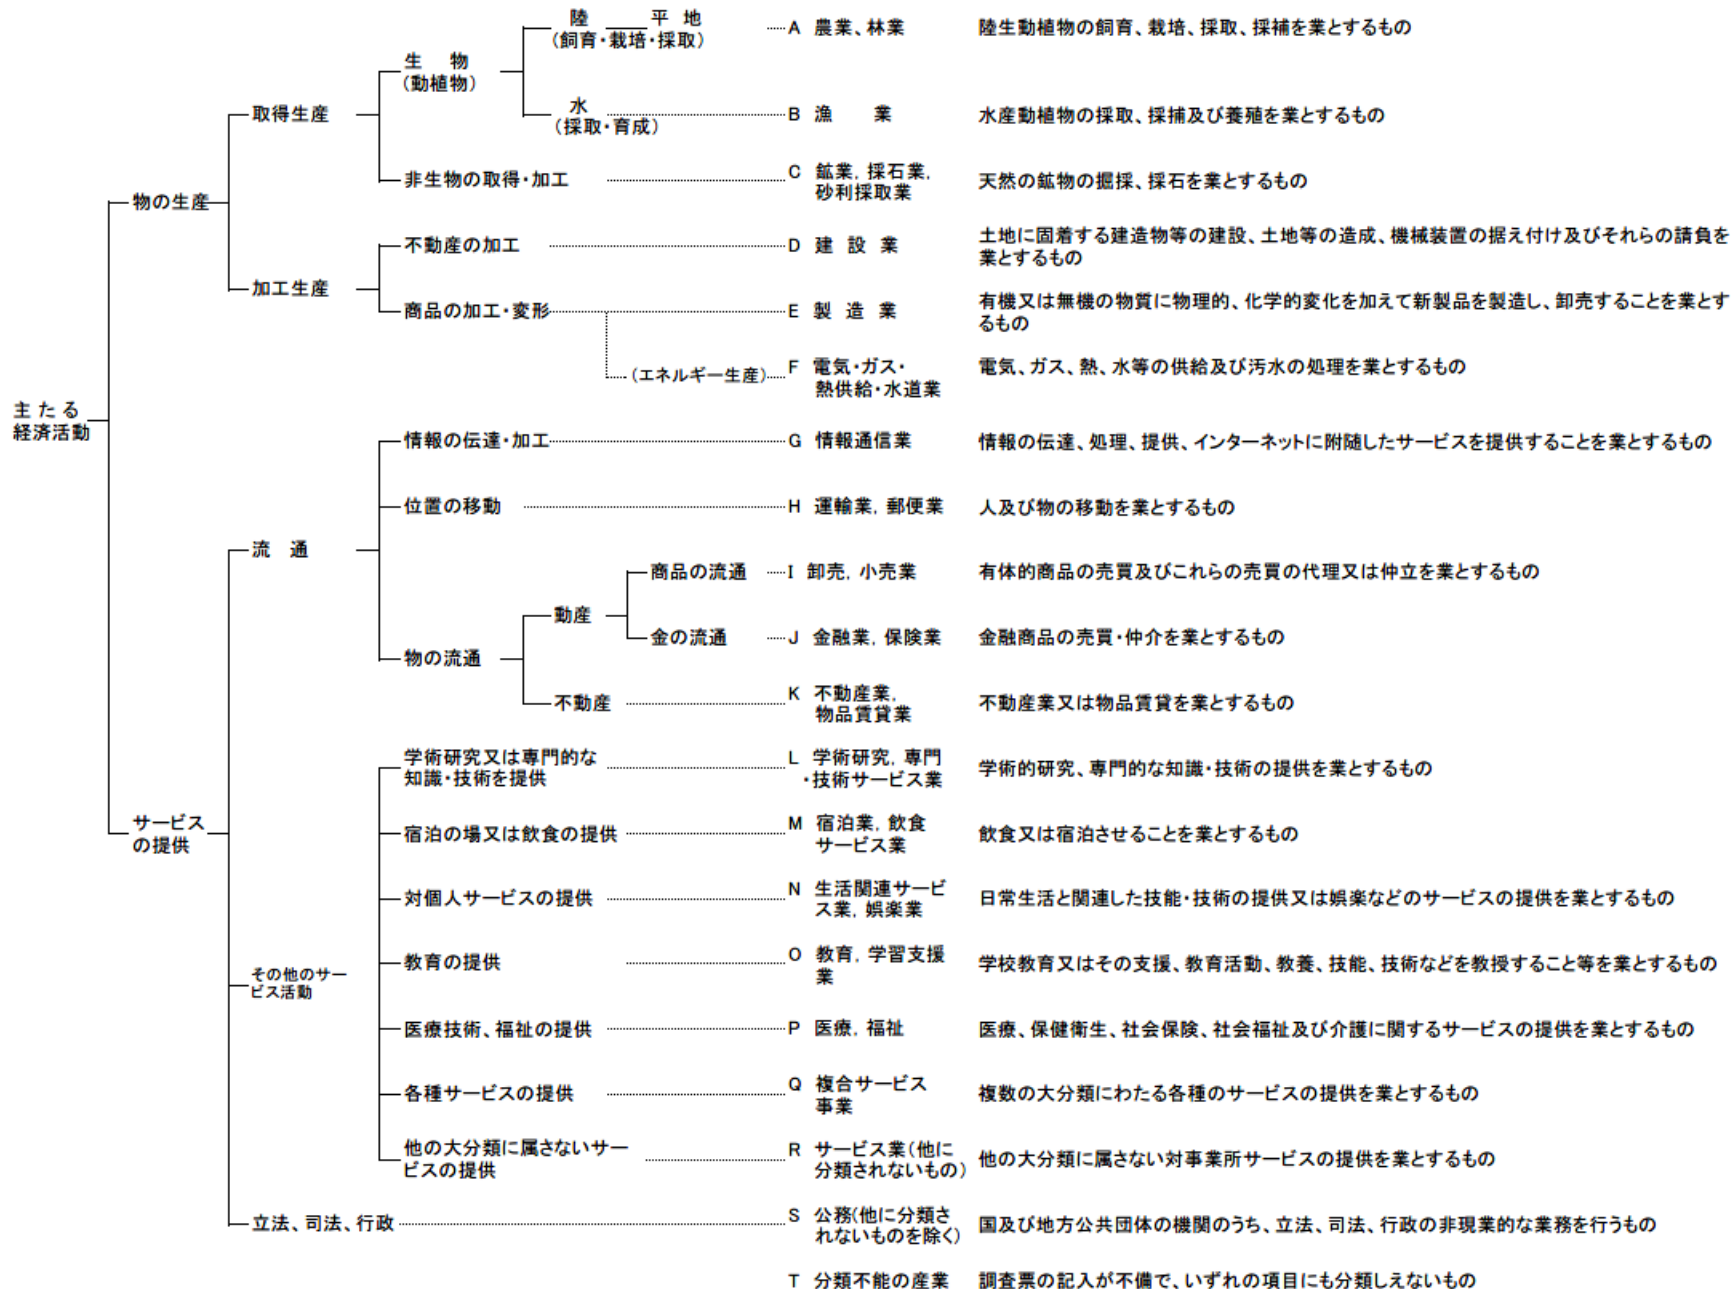 陸 平 地
(飼育・栽培・採取)
A 農業、林業
陸生動植物の飼育、栽培、採取、採補を業とするもの
生 物
(動植物)
水
(採取・育成)
B 漁 業
水産動植物の採取、採捕及び養殖を業とするもの
取得生産
非生物の取得・加工
C 鉱業, 採石業,
砂利採取業
天然の鉱物の掘採、採石を業とするもの
物の生産
不動産の加工
D 建 設 業
土地に固着する建造物等の建設、土地等の造成、機械装置の据え付け及びそれらの請負を
業とするもの
加工生産
商品の加工・変形
E 製 造 業
有機又は無機の物質に物理的、化学的変化を加えて新製品を製造し、卸売することを業とす
るもの
(エネルギー生産)
F 電気・ガス・
熱供給・水道業
電気、ガス、熱、水等の供給及び汚水の処理を業とするもの
主たる
経済活動
情報の伝達・加工
G 情報通信業
情報の伝達、処理、提供、インターネットに附随したサービスを提供することを業とするもの
位置の移動
H 運輸業, 郵便業
人及び物の移動を業とするもの
流 通
商品の流通
I 卸売, 小売業
有体的商品の売買及びこれらの売買の代理又は仲立を業とするもの
動産
金の流通
J 金融業, 保険業
金融商品の売買・仲介を業とするもの
物の流通
不動産
K 不動産業,
物品賃貸業
不動産業又は物品賃貸を業とするもの
学術研究又は専門的な
知識・技術を提供
L 学術研究, 専門
・技術サービス業
学術的研究、専門的な知識・技術の提供を業とするもの
サービス
の提供
宿泊の場又は飲食の提供
M 宿泊業, 飲食
サービス業
飲食又は宿泊させることを業とするもの
対個人サービスの提供
N 生活関連サービ
ス業, 娯楽業
日常生活と関連した技能・技術の提供又は娯楽などのサービスの提供を業とするもの
その他のサー
ビス活動
教育の提供
O 教育, 学習支援
業
学校教育又はその支援、教育活動、教養、技能、技術などを教授すること等を業とするもの
医療技術、福祉の提供
P 医療, 福祉
医療、保健衛生、社会保険、社会福祉及び介護に関するサービスの提供を業とするもの
各種サービスの提供
Q 複合サービス
事業
複数の大分類にわたる各種のサービスの提供を業とするもの
他の大分類に属さないサー
ビスの提供
R サービス業(他に
分類されないもの)
他の大分類に属さない対事業所サービスの提供を業とするもの
立法、司法、行政
S 公務(他に分類さ
れないものを除く)
国及び地方公共団体の機関のうち、立法、司法、行政の非現業的な業務を行うもの
T 分類不能の産業
調査票の記入が不備で、いずれの項目にも分類しえないもの